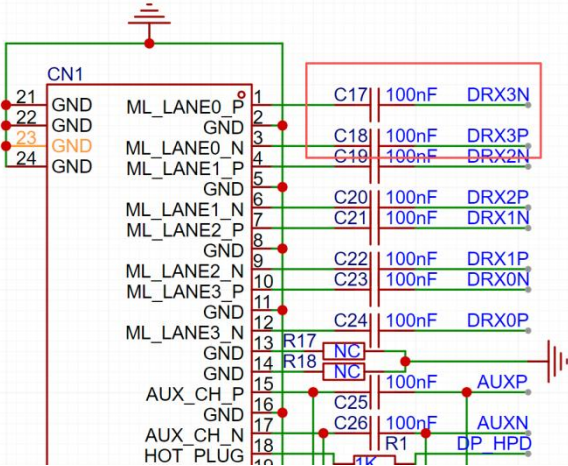 CN1
21 GND ML_LANE0_P 1 C17 100nF DRX3N
22 GND GND 2
23 GND ML_LANE0_N 3 C18 100nF DRX3P
24 GND ML_LANE1_P 4 C19 100nF DRX2N
GND 5
ML_LANE1_N 6 C20 100nF DRX2P
ML_LANE2_P 7 C21 100nF DRX1N
GND 8
ML_LANE2_N 9 C22 100nF DRX1P
ML_LANE3_P 10 C23 100nF DRX0N
GND 11
ML_LANE3_N 12 C24 100nF DRX0P
GND 13 R17 NC
GND 14 R18 NC
AUX_CH_P 15 C25 100nF AUXP
GND 16
AUX_CH_N 17 C26 100nF AUXN
HOT_PLUG 18 R1 1K DP_HPD
19